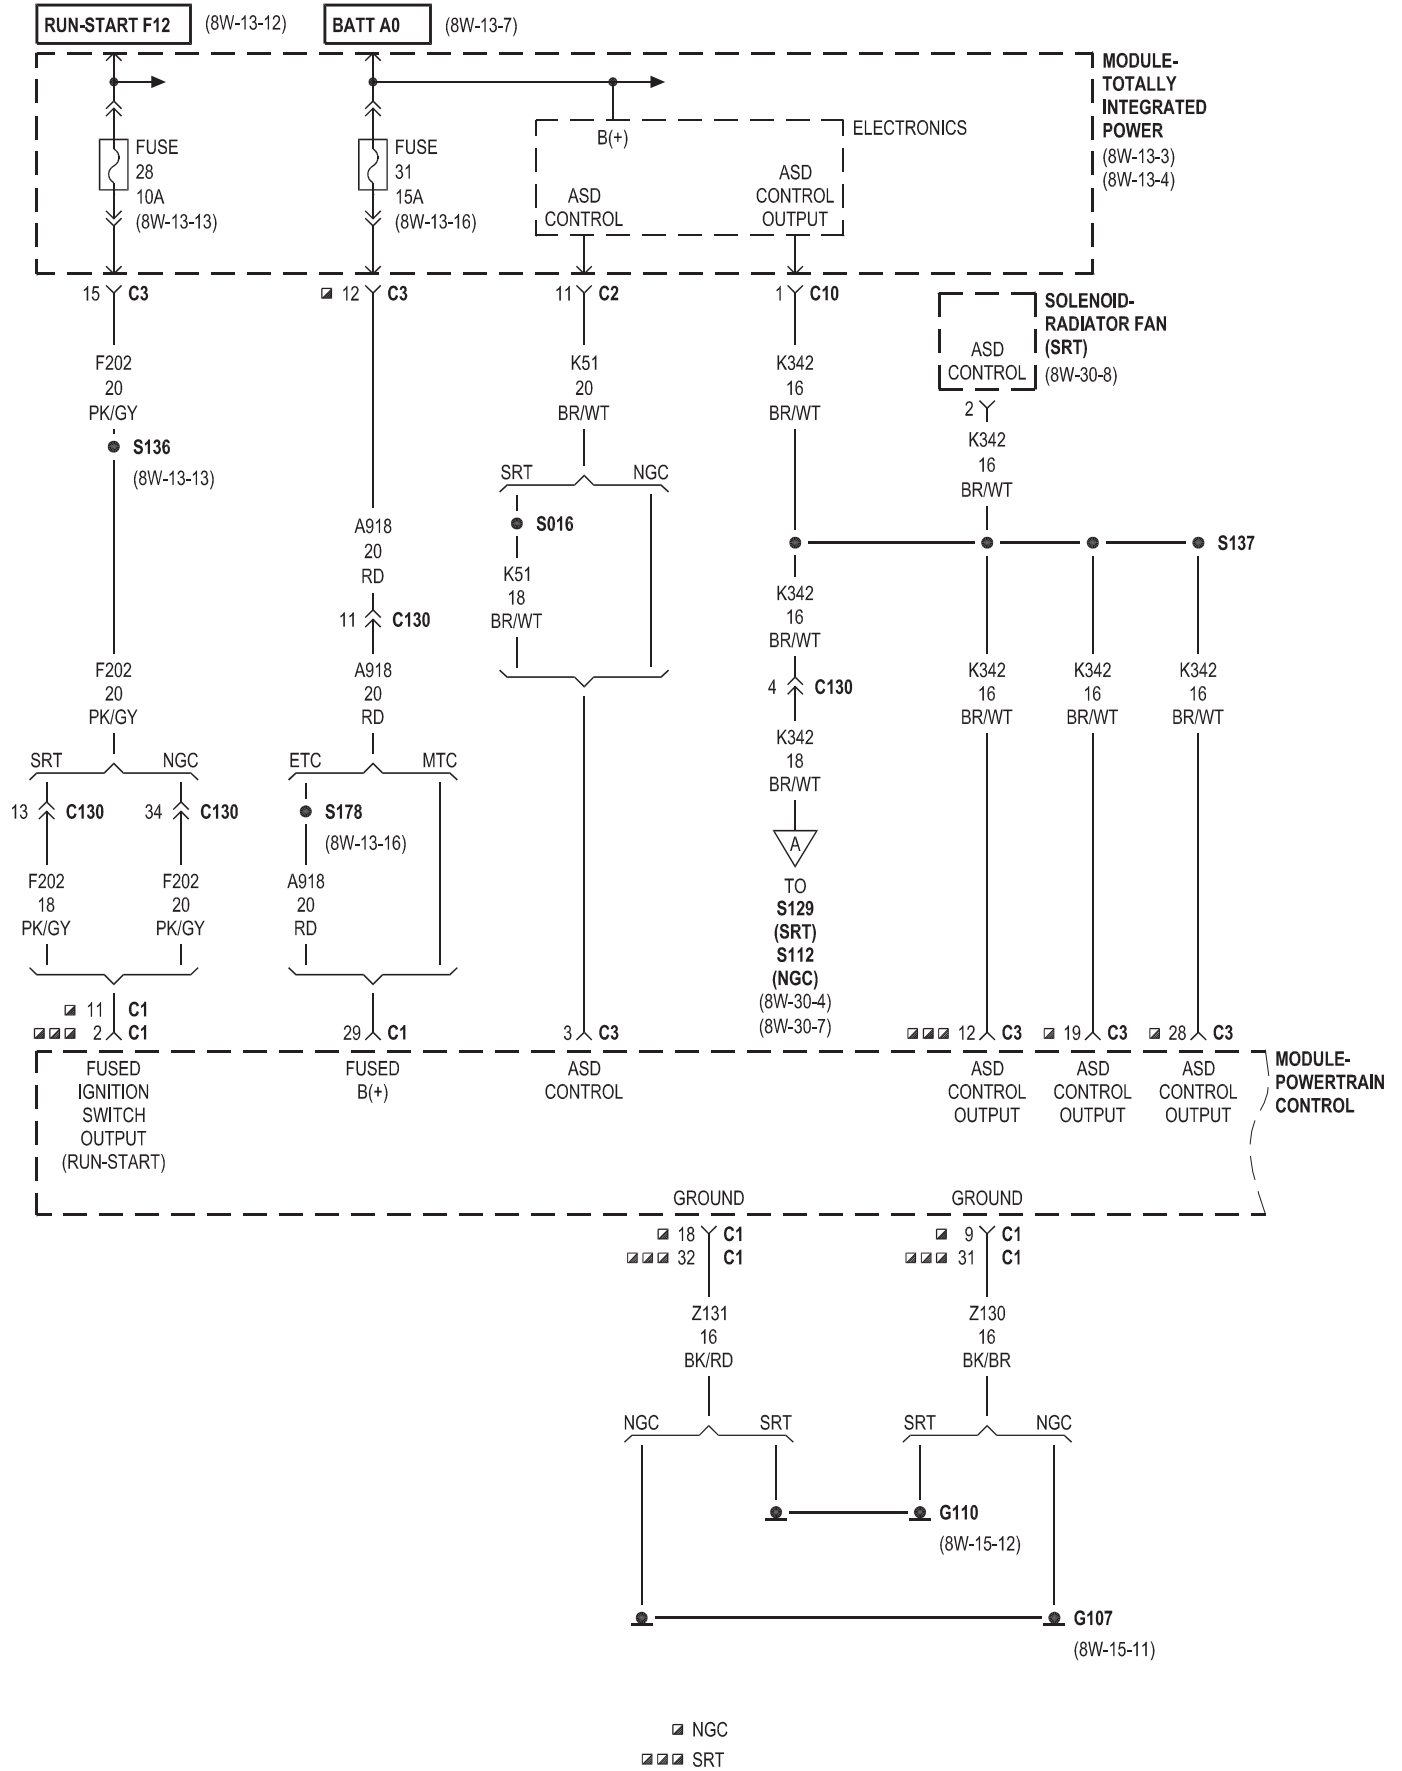 RUN-START F12 (8W-13-12) BATT A0 (8W-13-7)
MODULE-
TOTALLY
INTEGRATED
POWER
(8W-13-3)
(8W-13-4)
FUSE
28
10A
(8W-13-13)
FUSE
31
15A
(8W-13-16)
ELECTRONICS
B(+)
ASD
CONTROL
ASD
CONTROL
OUTPUT
15 C3
12 C3
11 C2
1 C10
SOLENOID-
RADIATOR FAN
(SRT)
(8W-30-8)
ASD
CONTROL
2
F202
20
PK/GY
S136
(8W-13-13)
K51
20
BR/WT
K342
16
BR/WT
K342
16
BR/WT
SRT NGC
S016
K51
18
BR/WT
A918
20
RD
11 C130
A918
20
RD
S137
K342
16
BR/WT
4 C130
K342
18
BR/WT
A
TO
S129
(SRT)
S112
(NGC)
(8W-30-4)
(8W-30-7)
K342
16
BR/WT
K342
16
BR/WT
K342
16
BR/WT
F202
20
PK/GY
SRT NGC
13 C130
34 C130
F202
18
PK/GY
F202
20
PK/GY
ETC MTC
S178
(8W-13-16)
A918
20
RD
11 C1
2 C1
29 C1
3 C3
12 C3
19 C3
28 C3
MODULE-
POWERTRAIN
CONTROL
FUSED
IGNITION
SWITCH
OUTPUT
(RUN-START)
FUSED
B(+)
ASD
CONTROL
ASD
CONTROL
OUTPUT
ASD
CONTROL
OUTPUT
ASD
CONTROL
OUTPUT
GROUND
GROUND
18 C1
32 C1
9 C1
31 C1
Z131
16
BK/RD
Z130
16
BK/BR
NGC SRT
SRT NGC
G110
(8W-15-12)
G107
(8W-15-11)
NGC
SRT